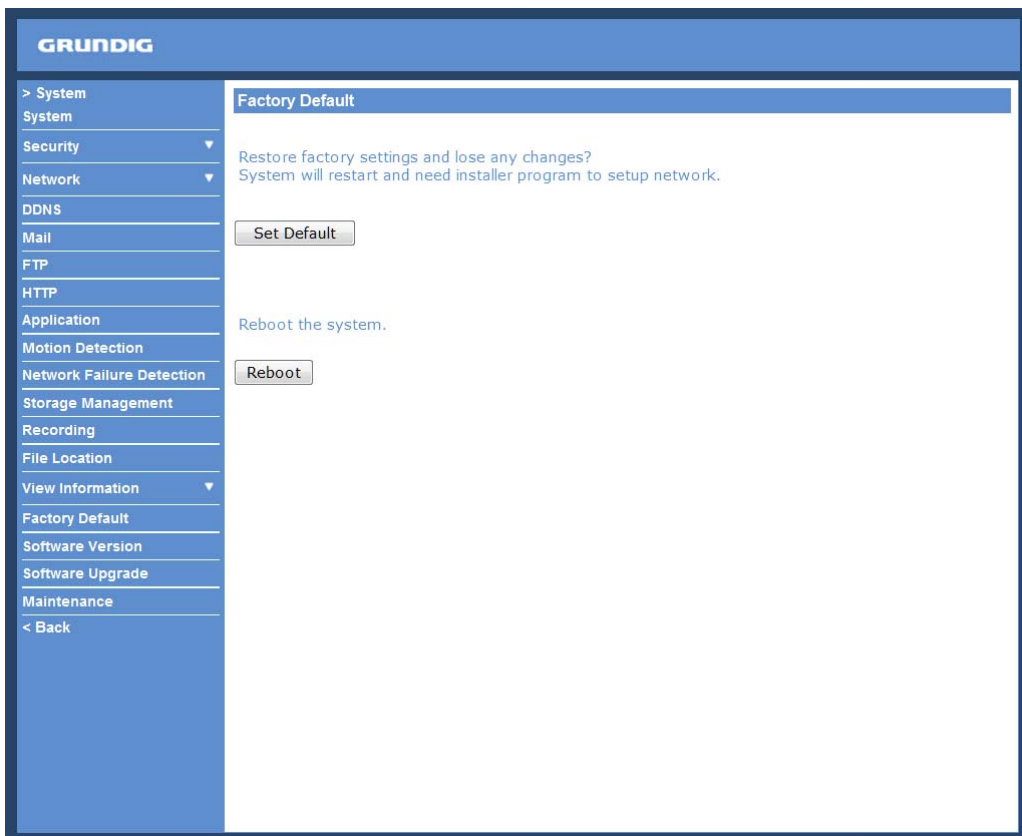 GRUNDIG
> System
System
Security
Network
DDNS
Mail
FTP
HTTP
Application
Motion Detection
Network Failure Detection
Storage Management
Recording
File Location
View Information
Factory Default
Software Version
Software Upgrade
Maintenance
< Back
Factory Default
Restore factory settings and lose any changes?
System will restart and need installer program to setup network.
Set Default
Reboot the system.
Reboot